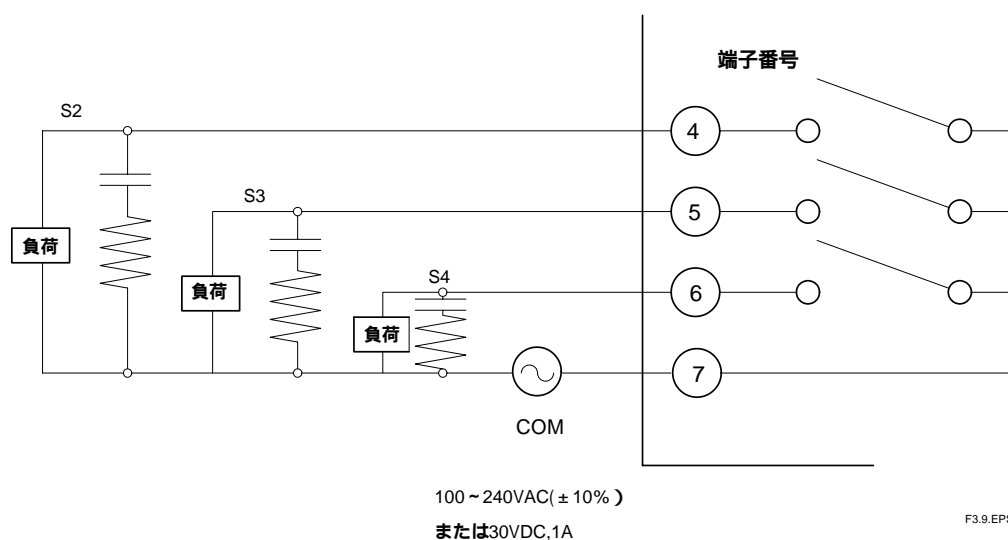 端子番号
S2
4
S3
5
負荷
S4
負荷
6
負荷
7
COM
100~240VAC(±10%)
または30VDC,1A
F3.9.EPS